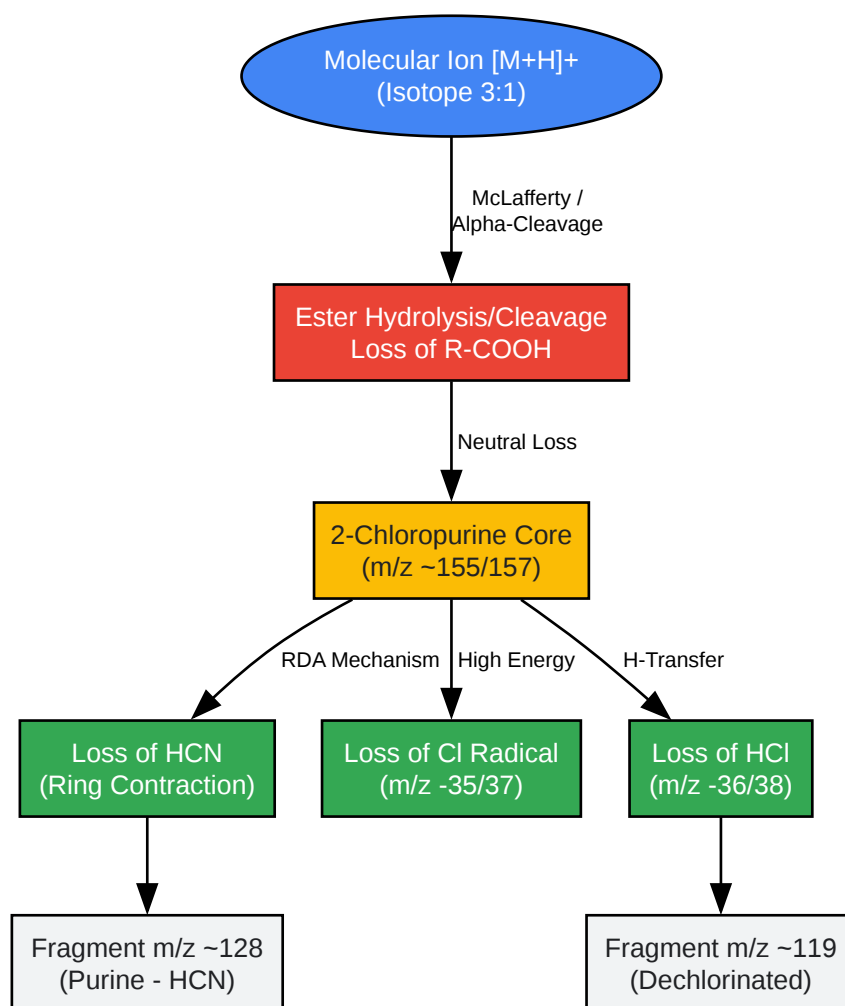 Molecular Ion [M+H]+
(Isotope 3:1)
McLafferty /
Alpha-Cleavage
Ester Hydrolysis/Cleavage
Loss of R-COOH
Neutral Loss
2-Chloropurine Core
(m/z ~155/157)
RDA Mechanism
High Energy
H-Transfer
Loss of HCN
(Ring Contraction)
Loss of Cl Radical
(m/z -35/37)
Loss of HCl
(m/z -36/38)
Fragment m/z ~128
(Purine - HCN)
Fragment m/z ~119
(Dechlorinated)